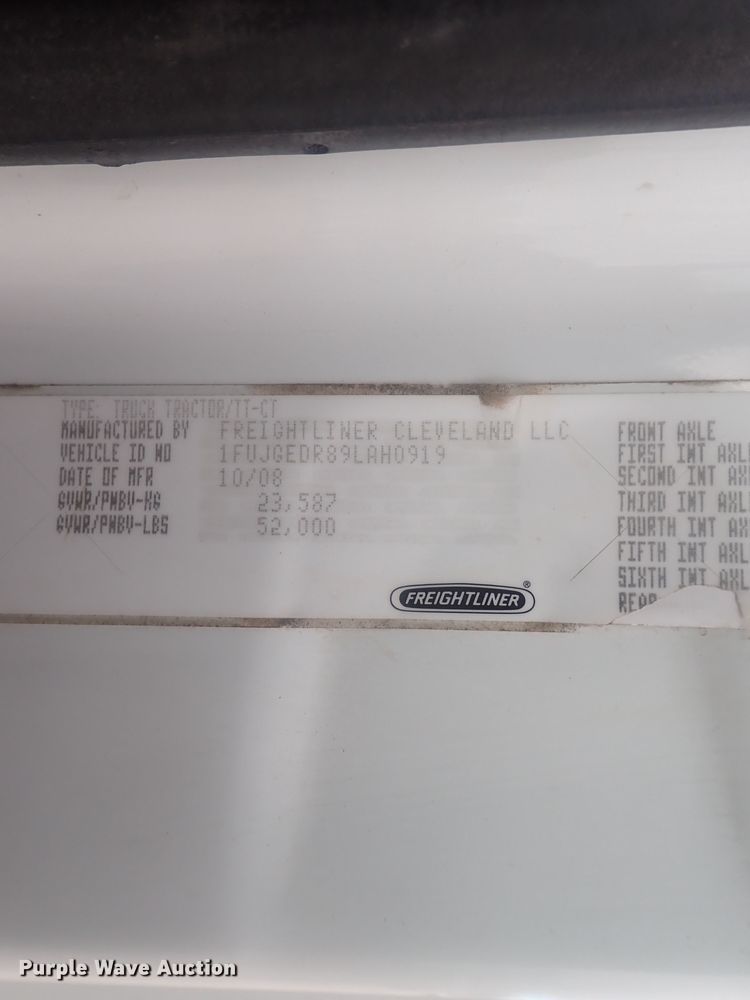 TYPE: TRUCK TRACTOR/TT-CT
MANUFACTURED BY FREIGHTLINER CLEVELAND LLC
VEHICLE ID NO 1FUJGEDR89LAH0919
DATE OF MFR 10/08
GVWR/PNBV-KG 23,587
GVWR/PNBV-LBS 52,000
FRONT AXLE
FIRST INT AXL
SECOND INT AX
THIRD INT AXL
FOURTH INT AX
FIFTH INT AXL
SIXTH INT AXL
REAR
FREIGHTLINER®
Purple Wave Auction